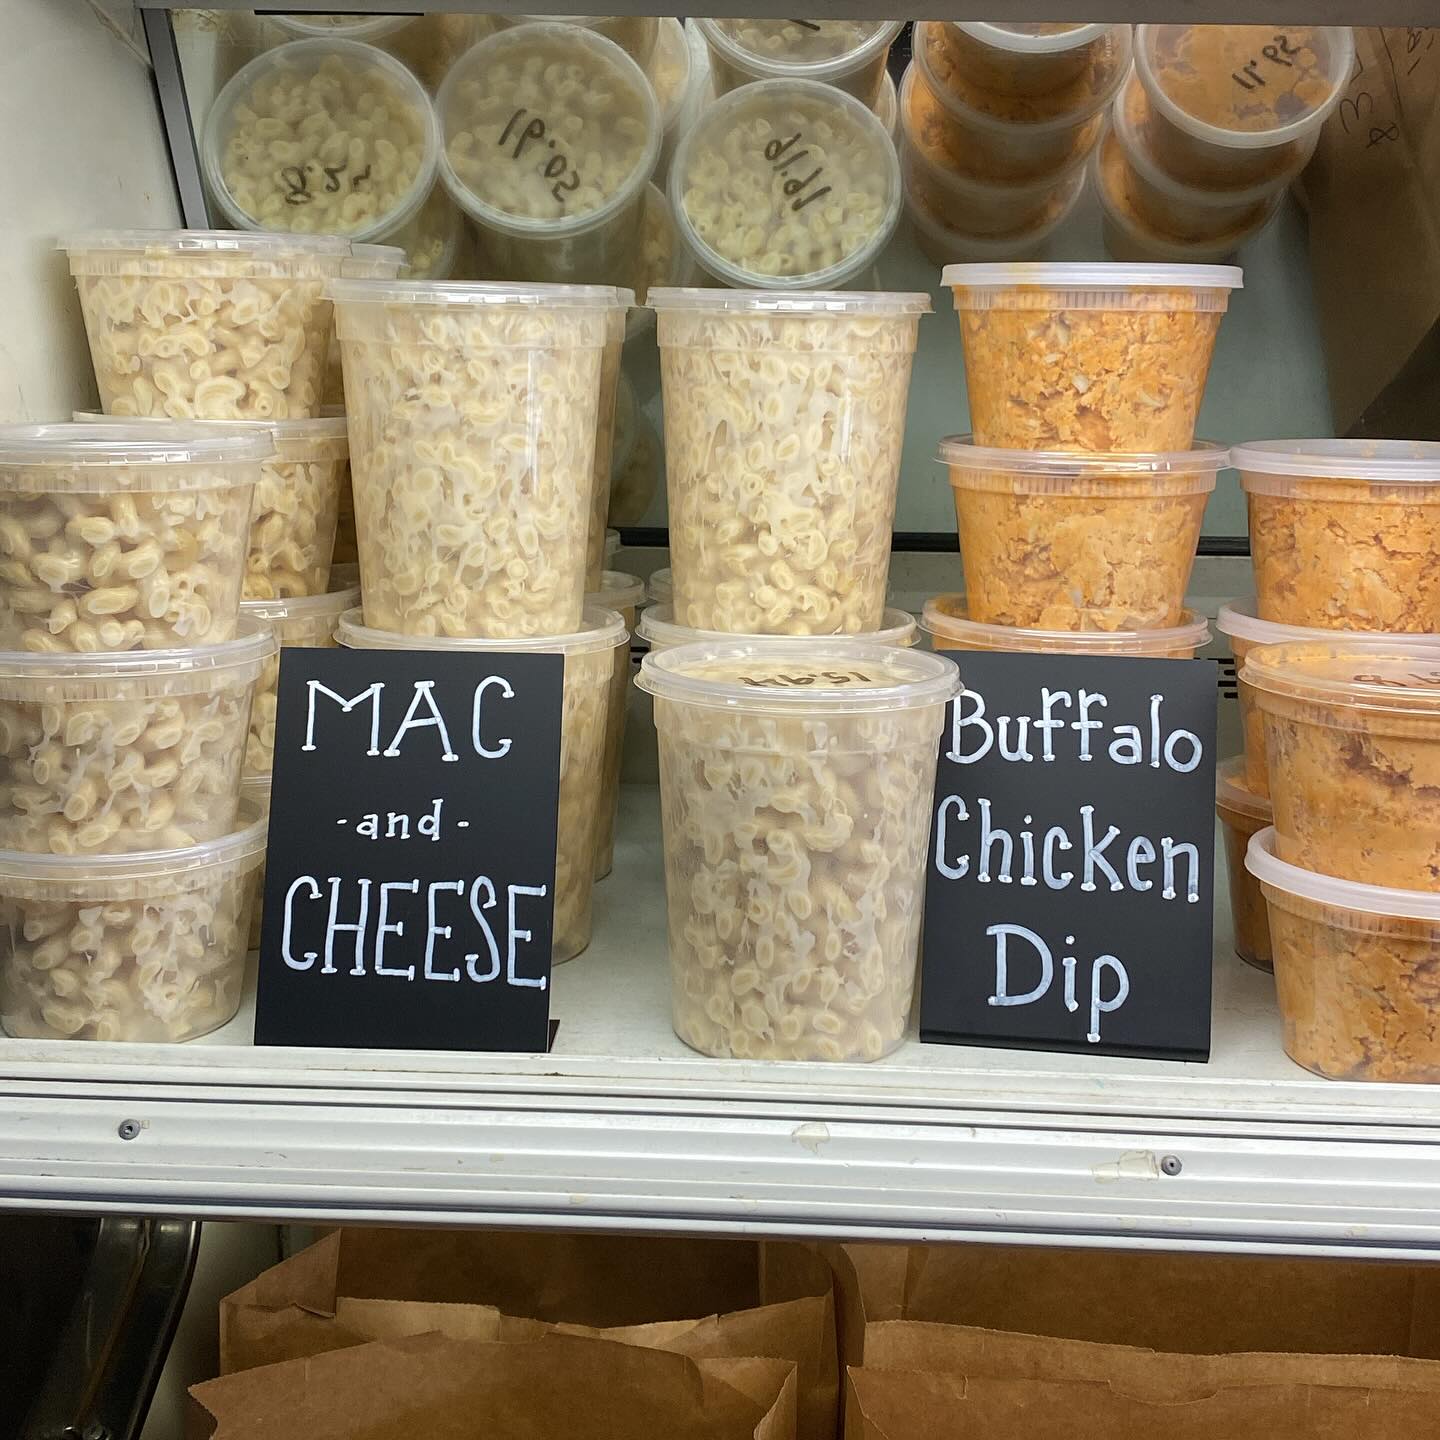 MAC
-and-
CHEESE
Buffalo
Chicken
Dip